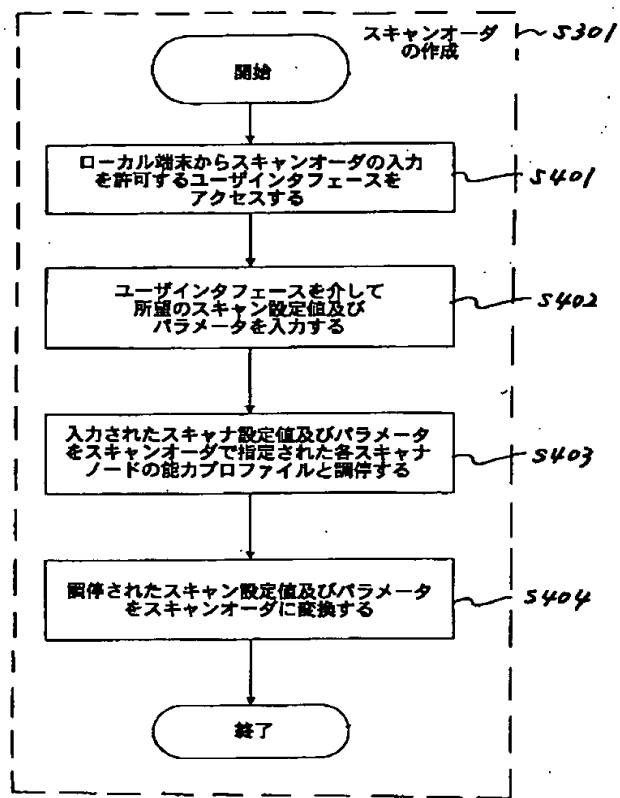 スキャンオーダ
の作成
S301
開始
ローカル端末からスキャンオーダの入力
を許可するユーザインタフェースを
アクセスする
S401
ユーザインタフェースを介して
所望のスキャン設定値及び
パラメータを入力する
S402
入力されたスキャナ設定値及びパラメータ
をスキャンオーダで指定された各スキャナ
ノードの能力プロファイルと調停する
S403
調停されたスキャン設定値及びパラメータ
をスキャンオーダに変換する
S404
終了